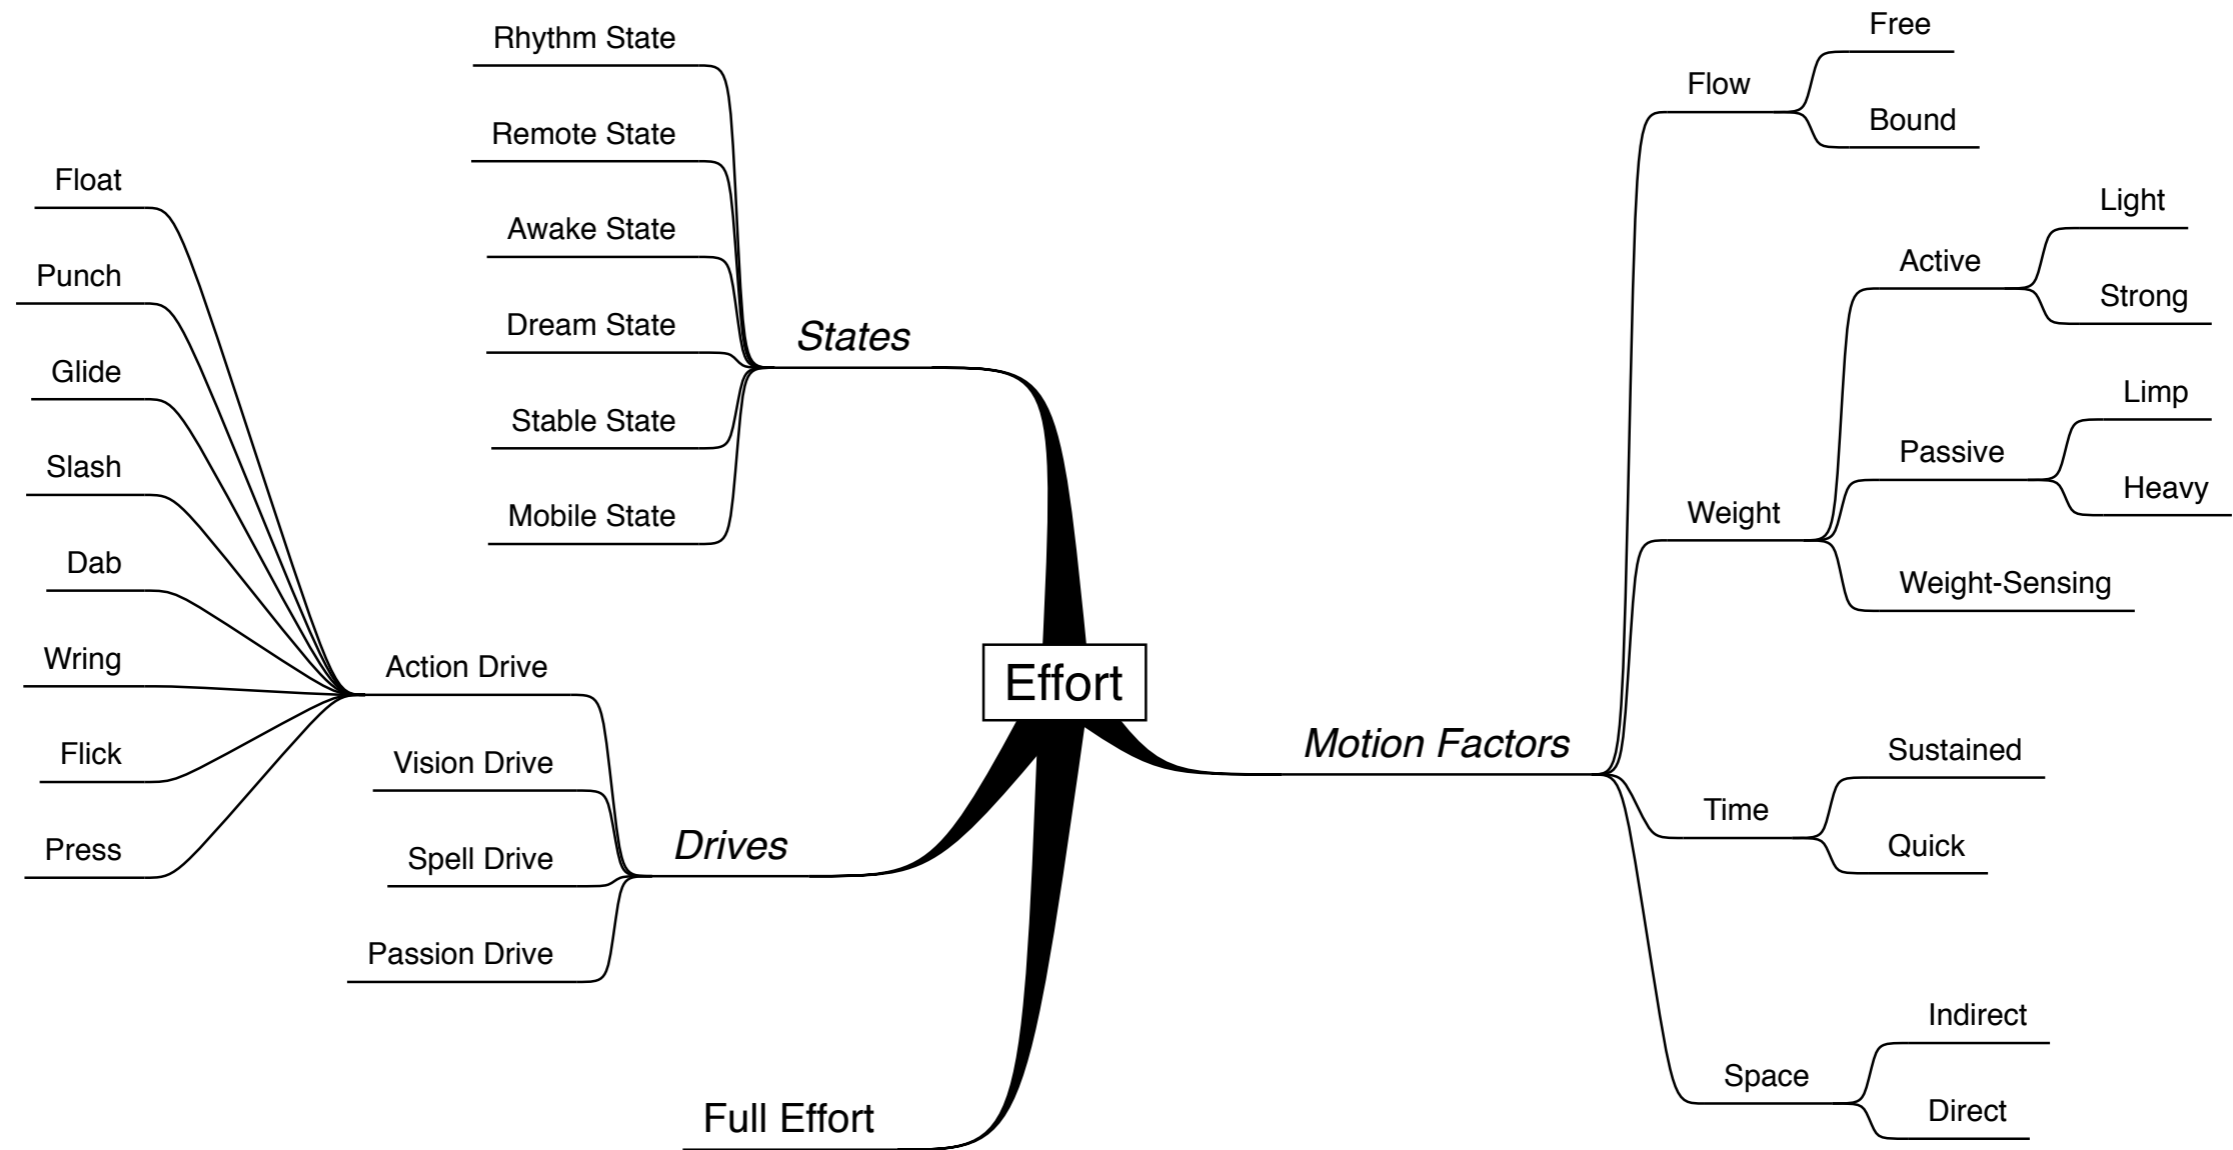 Effort
States
Rhythm State
Remote State
Awake State
Dream State
Stable State
Mobile State
Drives
Action Drive
Float
Punch
Glide
Slash
Dab
Wring
Flick
Press
Vision Drive
Spell Drive
Passion Drive
Full Effort
Motion Factors
Flow
Free
Bound
Weight
Active
Light
Strong
Passive
Limp
Heavy
Weight-Sensing
Time
Sustained
Quick
Space
Indirect
Direct